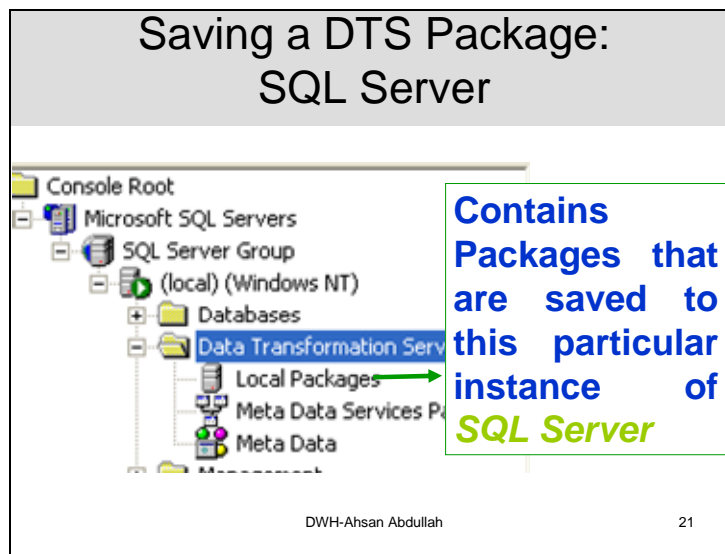 Saving a DTS Package:
SQL Server
Console Root
Microsoft SQL Servers
SQL Server Group
(local) (Windows NT)
Databases
Data Transformation Serv
Local Packages
Meta Data Services Pa
Meta Data
Management
Contains
Packages that
are saved to
this particular
instance of
SQL Server
DWH-Ahsan Abdullah
21